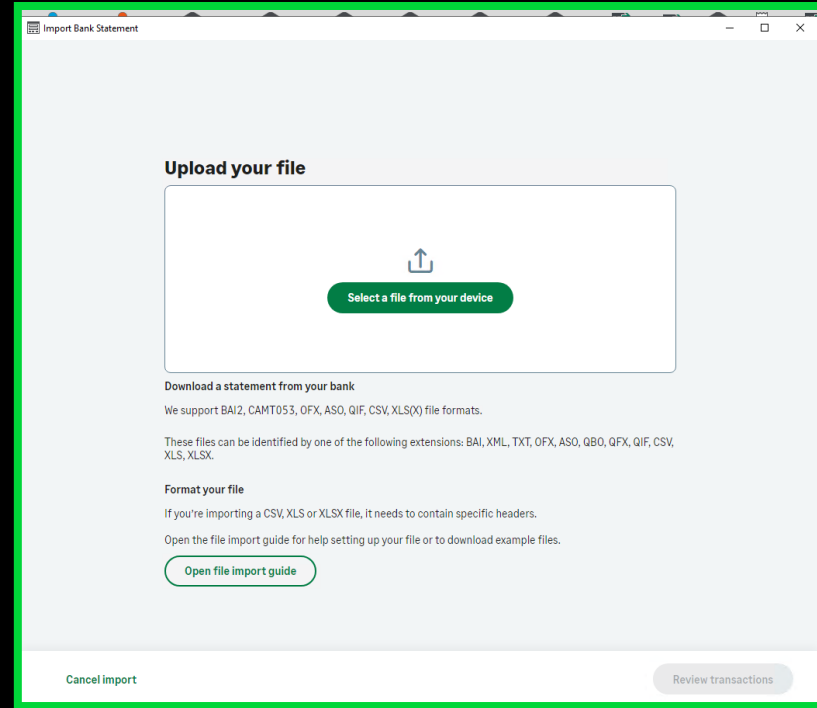 Import Bank Statement
Upload your file
Select a file from your device
Download a statement from your bank
We support BAI2, CAMT053, OFX, ASO, QIF, CSV, XLS(X) file formats.
These files can be identified by one of the following extensions: BAI, XML, TXT, OFX, ASO, QBO, QFX, QIF, CSV,
XLS, XLSX.
Format your file
If you're importing a CSV, XLS or XLSX file, it needs to contain specific headers.
Open the file import guide for help setting up your file or to download example files.
Open file import guide
Cancel import
Review transactions